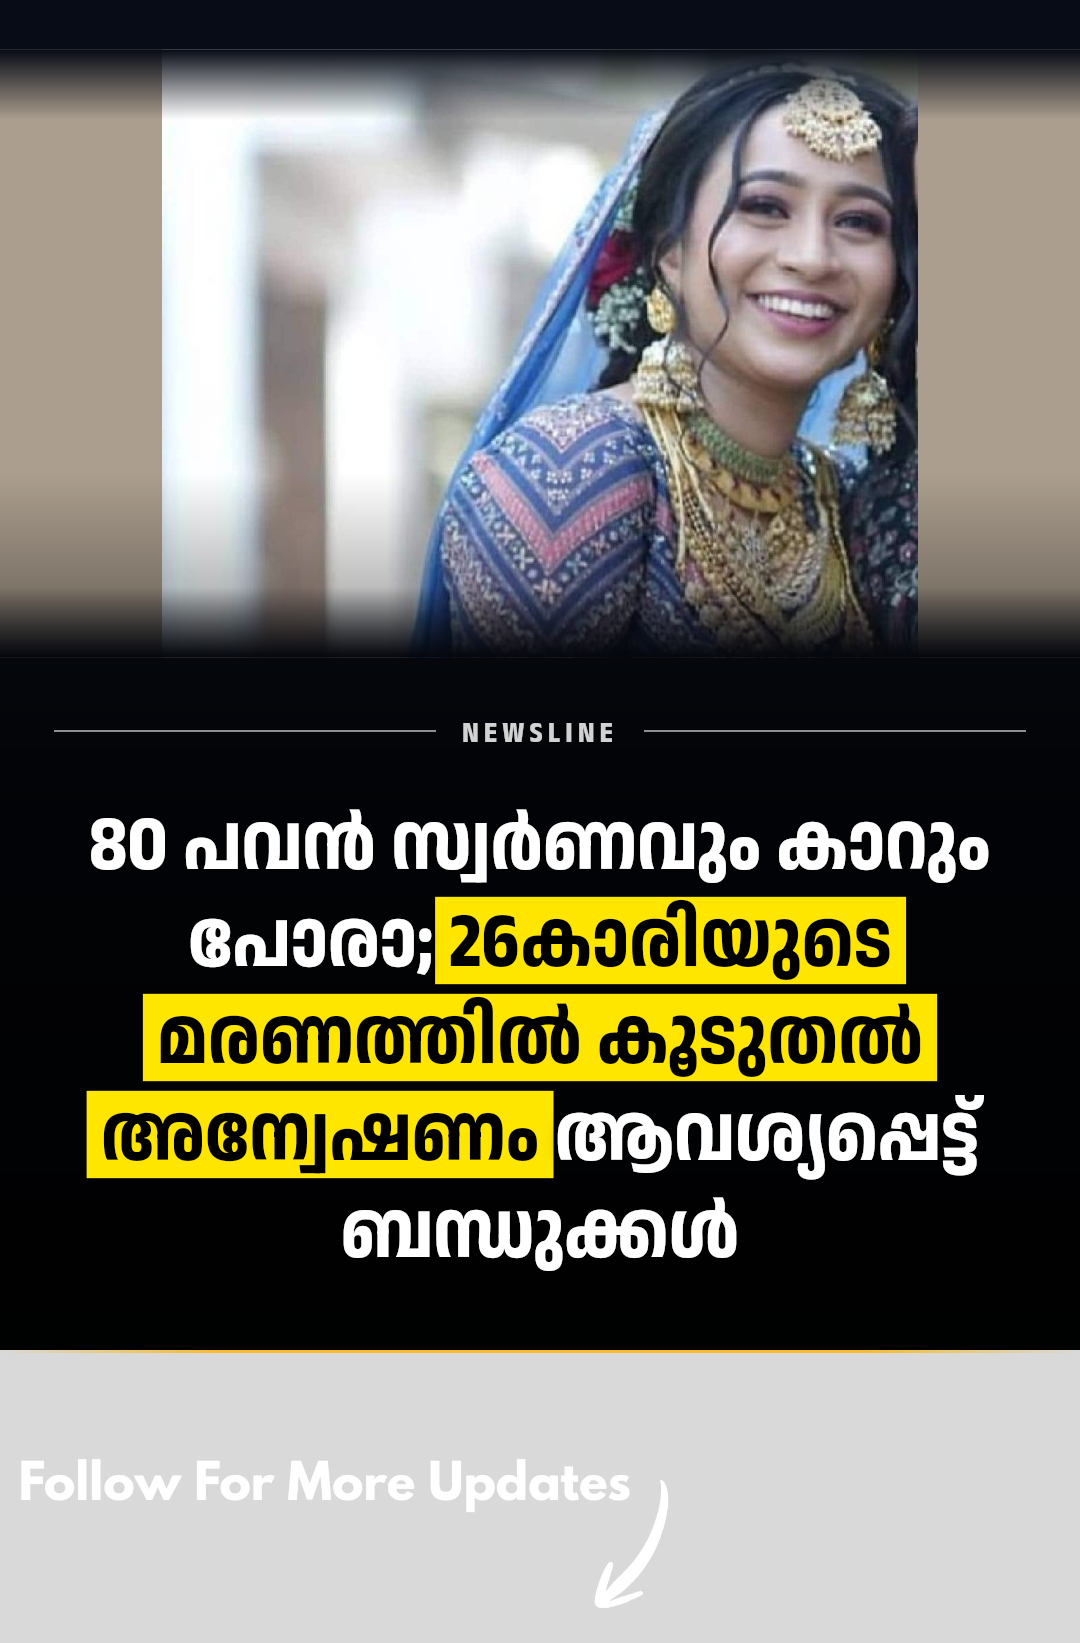 NEWSLINE
80 പവൻ സ്വർണവും കാറും
പോരാ; 26കാരിയുടെ
മരണത്തിൽ കൂടുതൽ
അന്വേഷണം ആവശ്യപ്പെട്ട്
ബന്ധുക്കൾ
Follow For More Updates